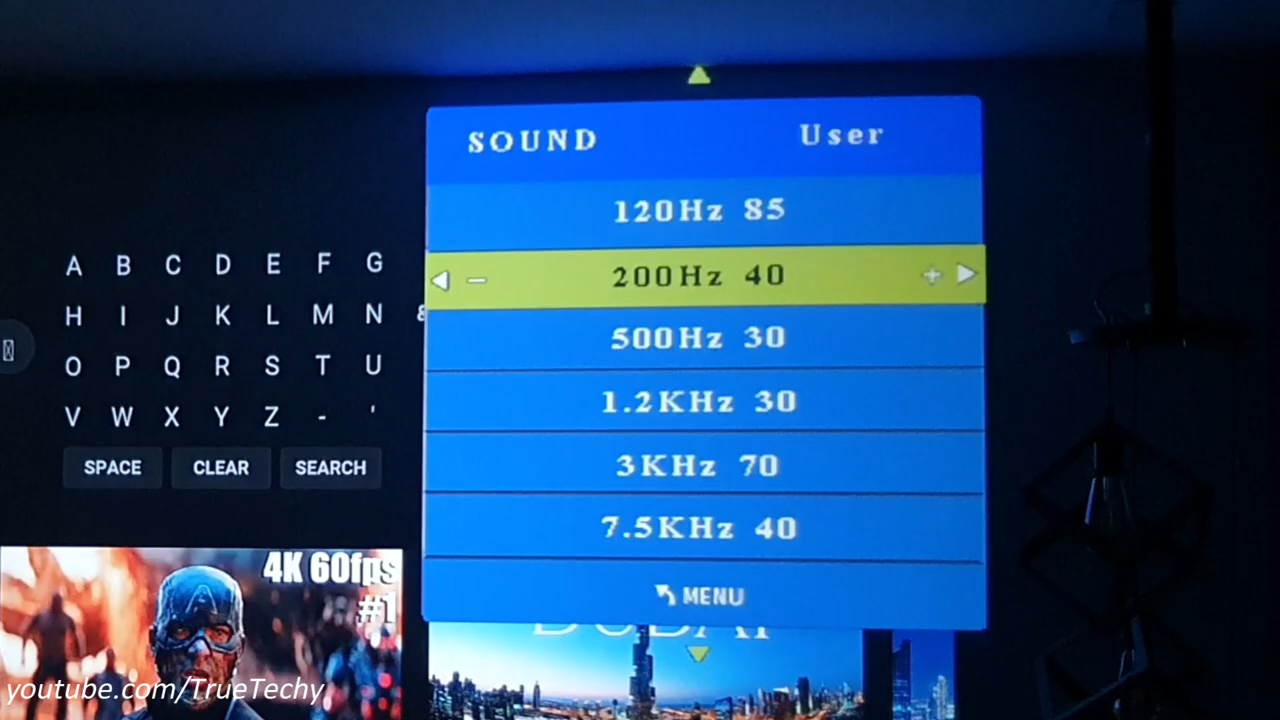 SOUND User
120Hz 85
200Hz 40
500Hz 30
1.2KHz 30
3KHz 70
7.5KHz 40
MENU
A B C D E F G
H I J K L M N
O P Q R S T U
V W X Y Z - '
SPACE CLEAR SEARCH
4K 60fps
#1
DUBAI
youtube.com/TrueTechy